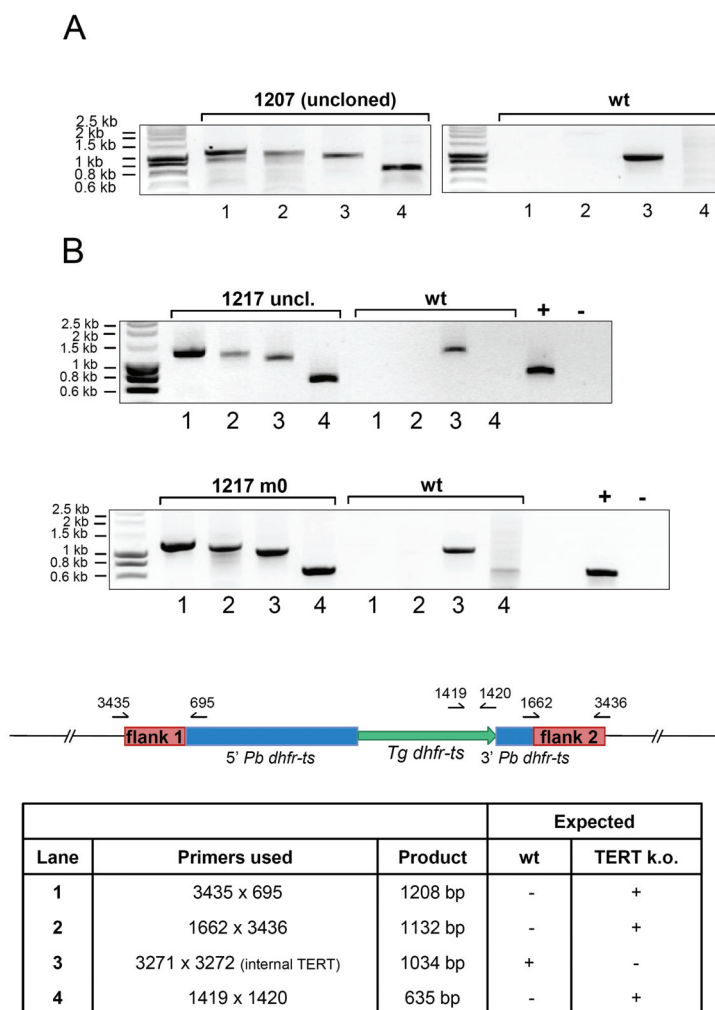 A
1207 (uncloned) wt
2.5 kb
2 kb
1.5 kb
1 kb
0.8 kb
0.6 kb
1 2 3 4 1 2 3 4
B
1217 uncl. wt + -
2.5 kb
2 kb
1.5 kb
1 kb
0.8 kb
0.6 kb
1 2 3 4 1 2 3 4
1217 m0 wt + -
2.5 kb
2 kb
1.5 kb
1 kb
0.8 kb
0.6 kb
1 2 3 4 1 2 3 4
3435 695 1419 1420 1662 3436
flank 1 flank 2
5' Pb dhfr-ts Tg dhfr-ts 3' Pb dhfr-ts
Expected
Lane Primers used Product wt TERT k.o.
1 3435 x 695 1208 bp - +
2 1662 x 3436 1132 bp - +
3 3271 x 3272 (internal TERT) 1034 bp + -
4 1419 x 1420 635 bp - +